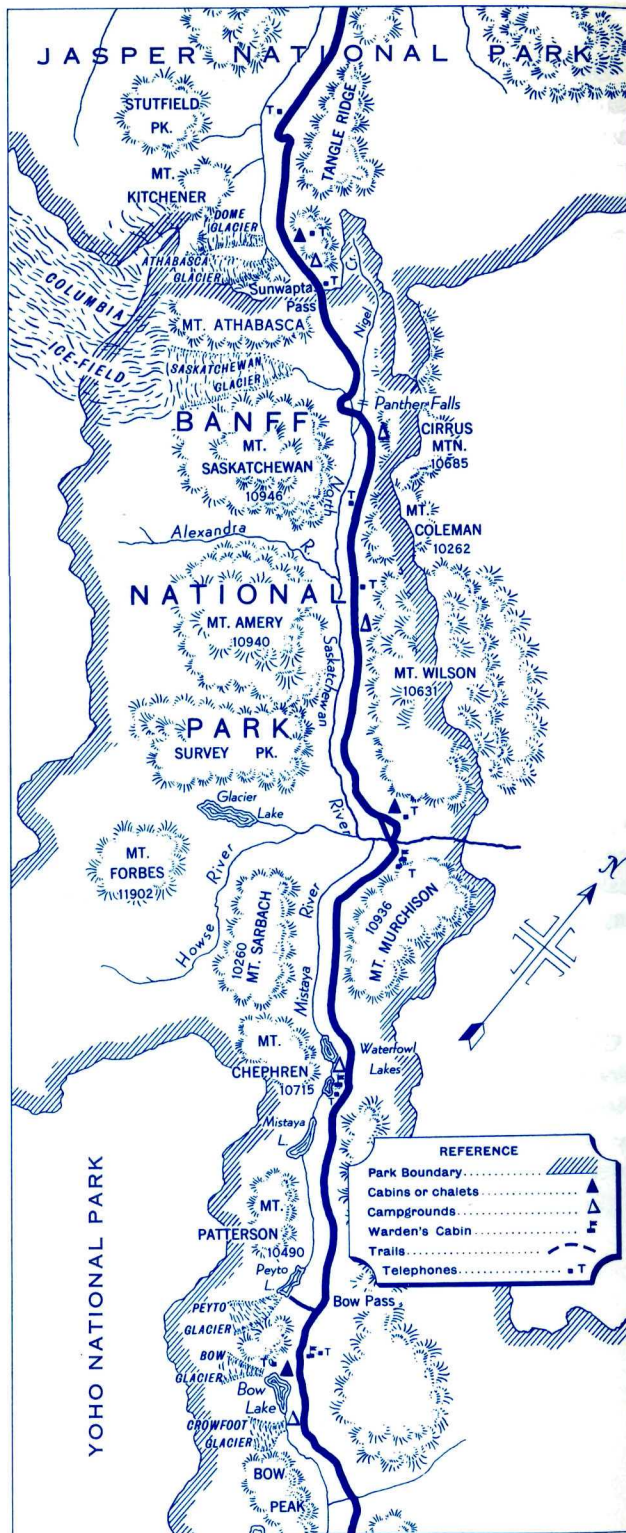 JASPER NATIONAL PARK
STUTFIELD
PK.
T
TANGLE RIDGE
MT.
KITCHENER
DOME
GLACIER
T
ATHABASCA
GLACIER
COLUMBIA
ICE-FIELD
Sunwapta
Pass
T
Nigel
Cr.
MT. ATHABASCA
SASKATCHEWAN
GLACIER
Panther Falls
BANFF
MT.
SASKATCHEWAN
10946
CIRRUS
MTN.
10685
T
North
MT.
COLEMAN
10262
Alexandra
R.
T
NATIONAL
MT. AMERY
10940
Saskatchewan
MT. WILSON
10631
PARK
SURVEY PK.
Glacier
Lake
River
T
T
MT.
FORBES
11902
Howse
River
10260
MT. SARBACH
Mistaya
River
10936
MT. MURCHISON
N
MT.
CHEPHREN
10715
Waterfowl
Lakes
T
Mistaya
L.
YOHO NATIONAL PARK
MT.
PATTERSON
10490
Peyto
L.
REFERENCE
Park Boundary
Cabins or chalets
Campgrounds
Warden's Cabin
Trails
Telephones T
Bow Pass
PEYTO
GLACIER
BOW
GLACIER
T
T
Bow
Lake
CROWFOOT
GLACIER
BOW
PEAK